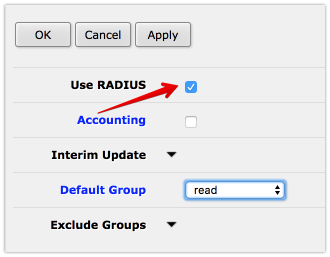 OK Cancel Apply
Use RADIUS
Accounting
Interim Update
Default Group read
Exclude Groups